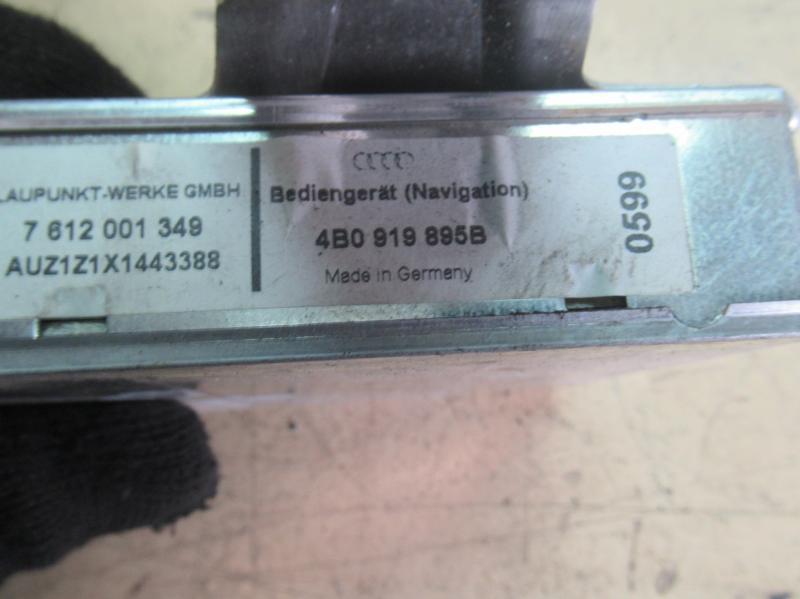 LAUPUNKT-WERKE GMBH
7 612 001 349
AUZ1Z1X1443388
Bediengerät (Navigation)
4B0 919 895B
Made in Germany
0599